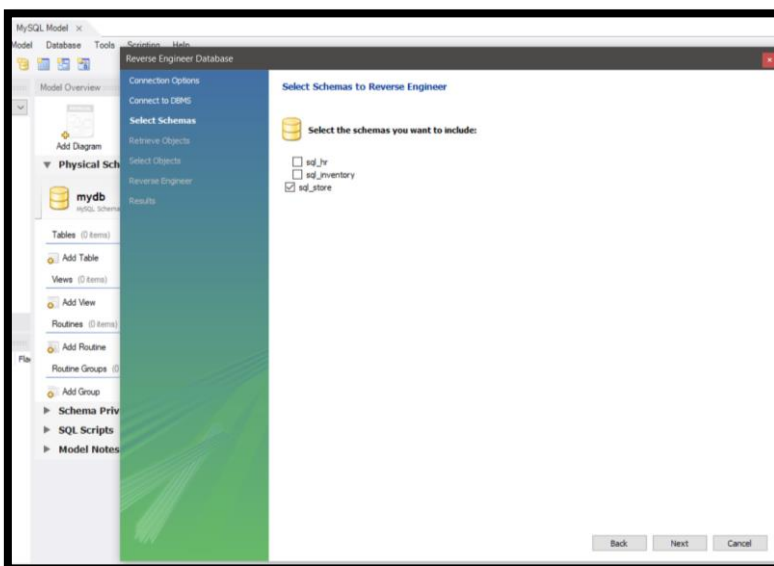 MySQL Model ×
Model Database Tools Scripting Help
Reverse Engineer Database
Model Overview
Add Diagram
Physical Sch
mydb
MySQL Schema
Tables (0 items)
Add Table
Views (0 items)
Add View
Routines (0 items)
Add Routine
Routine Groups (0
Add Group
Schema Priv
SQL Scripts
Model Notes
Connection Options
Connect to DBMS
Select Schemas
Retrieve Objects
Select Objects
Reverse Engineer
Results
Select Schemas to Reverse Engineer
Select the schemas you want to include:
sql_hr
sql_inventory
sql_store
Back Next Cancel